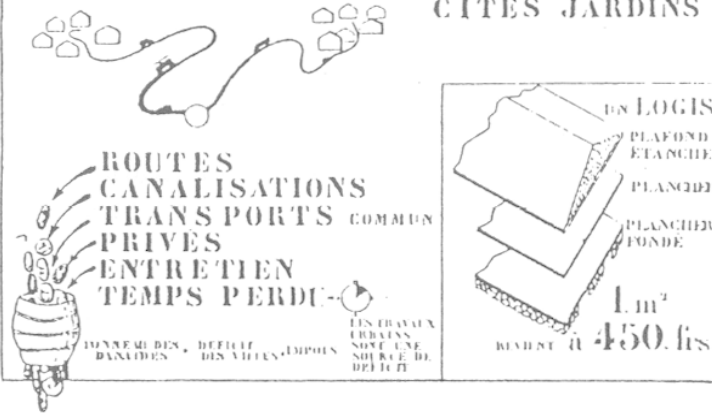 CITES JARDINS
ROUTES
CANALISATIONS
TRANSPORTS COMMUN
PRIVÉS
ENTRETIEN
TEMPS PERDU
TONNEAU DES DANAIDES . DEFICIT DES VILLES . IMPOTS
LES TRAVAUX
URBAINS
SONT UNE
SOURCE DE
DEFICIT
UN LOGIS
PLAFOND
ETANCHE
PLANCHER
PLANCHER
FONDÉ
1.m²
REVIENT à 450.frs